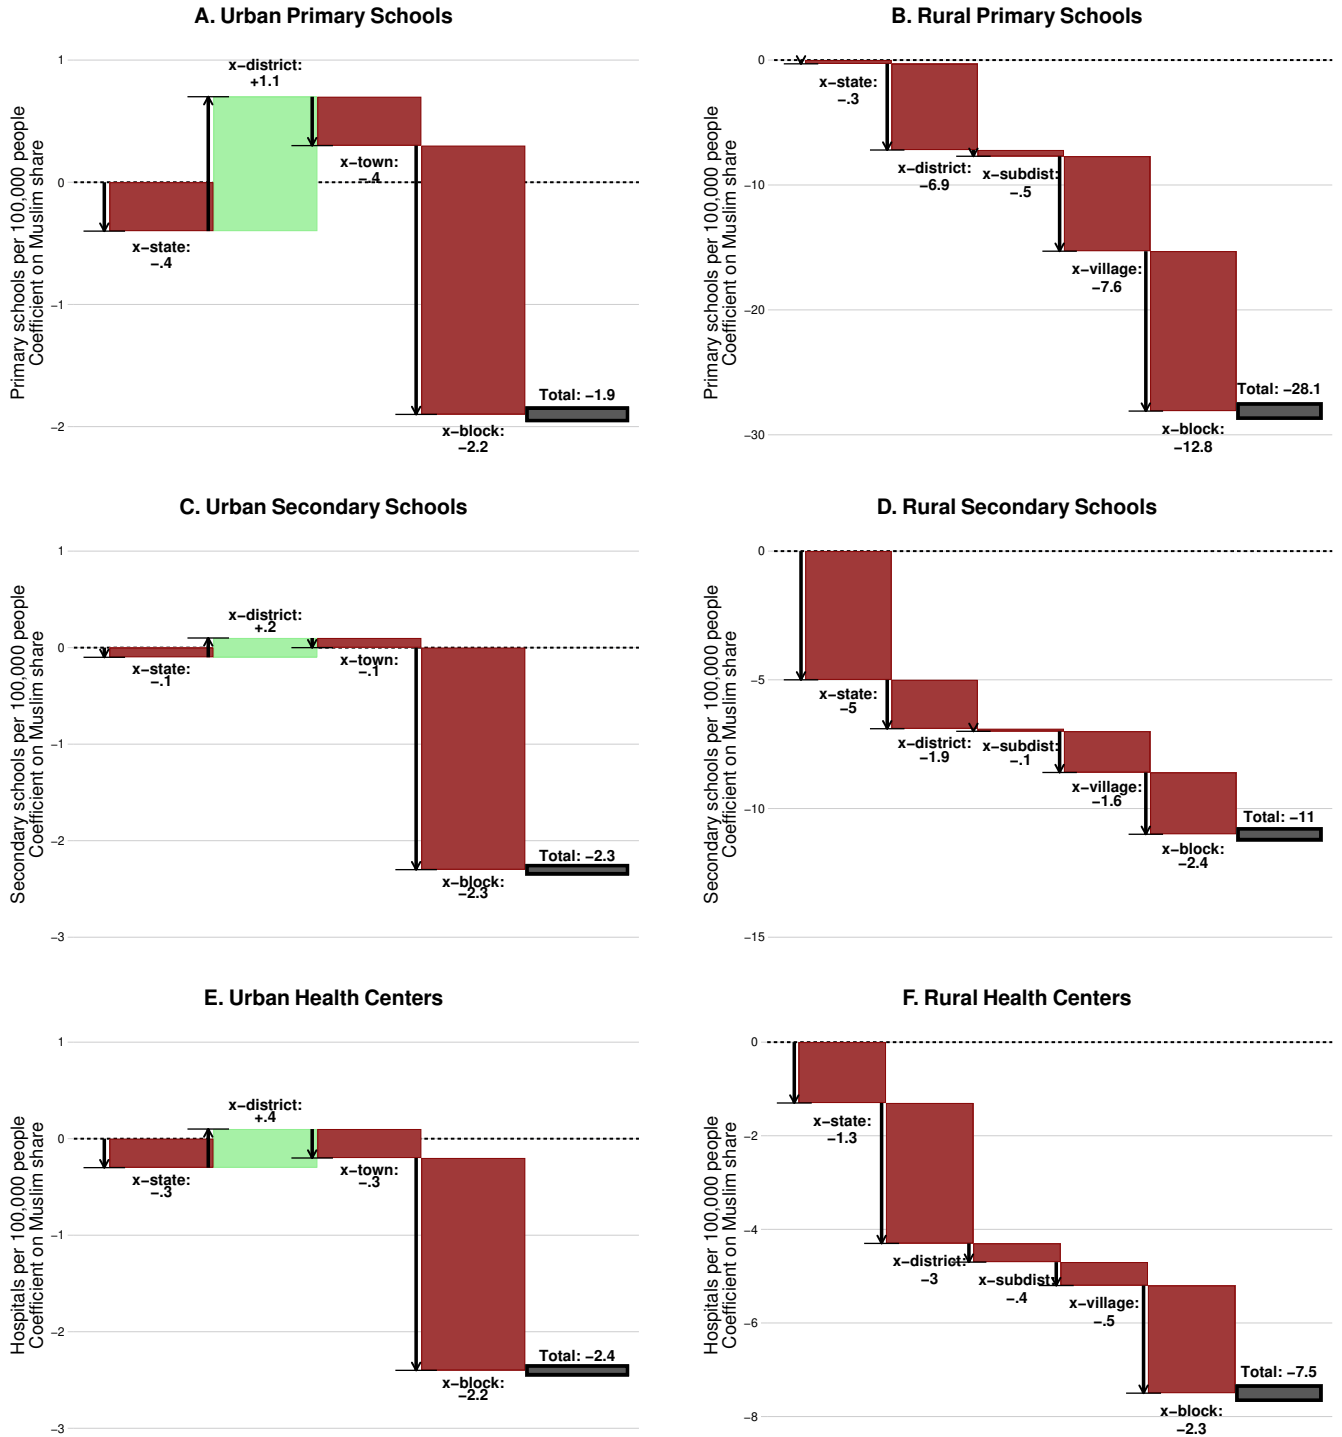 A. Urban Primary Schools
Primary schools per 100,000 people
Coefficient on Muslim share
1
0
−1
−2
x−state:
−.4
x−district:
+1.1
x−town:
−.4
x−block:
−2.2
Total: −1.9
B. Rural Primary Schools
Primary schools per 100,000 people
Coefficient on Muslim share
0
−10
−20
−30
x−state:
−.3
x−district:
−6.9
x−subdist:
−.5
x−village:
−7.6
x−block:
−12.8
Total: −28.1
C. Urban Secondary Schools
Secondary schools per 100,000 people
Coefficient on Muslim share
1
0
−1
−2
−3
x−state:
−.1
x−district:
+.2
x−town:
−.1
x−block:
−2.3
Total: −2.3
D. Rural Secondary Schools
Secondary schools per 100,000 people
Coefficient on Muslim share
0
−5
−10
−15
x−state:
−5
x−district:
−1.9
x−subdist:
−.1
x−village:
−1.6
x−block:
−2.4
Total: −11
E. Urban Health Centers
Hospitals per 100,000 people
Coefficient on Muslim share
1
0
−1
−2
−3
x−state:
−.3
x−district:
+.4
x−town:
−.3
x−block:
−2.2
Total: −2.4
F. Rural Health Centers
Hospitals per 100,000 people
Coefficient on Muslim share
0
−2
−4
−6
−8
x−state:
−1.3
x−district:
−3
x−subdist:
−.4
x−village:
−.5
x−block:
−2.3
Total: −7.5